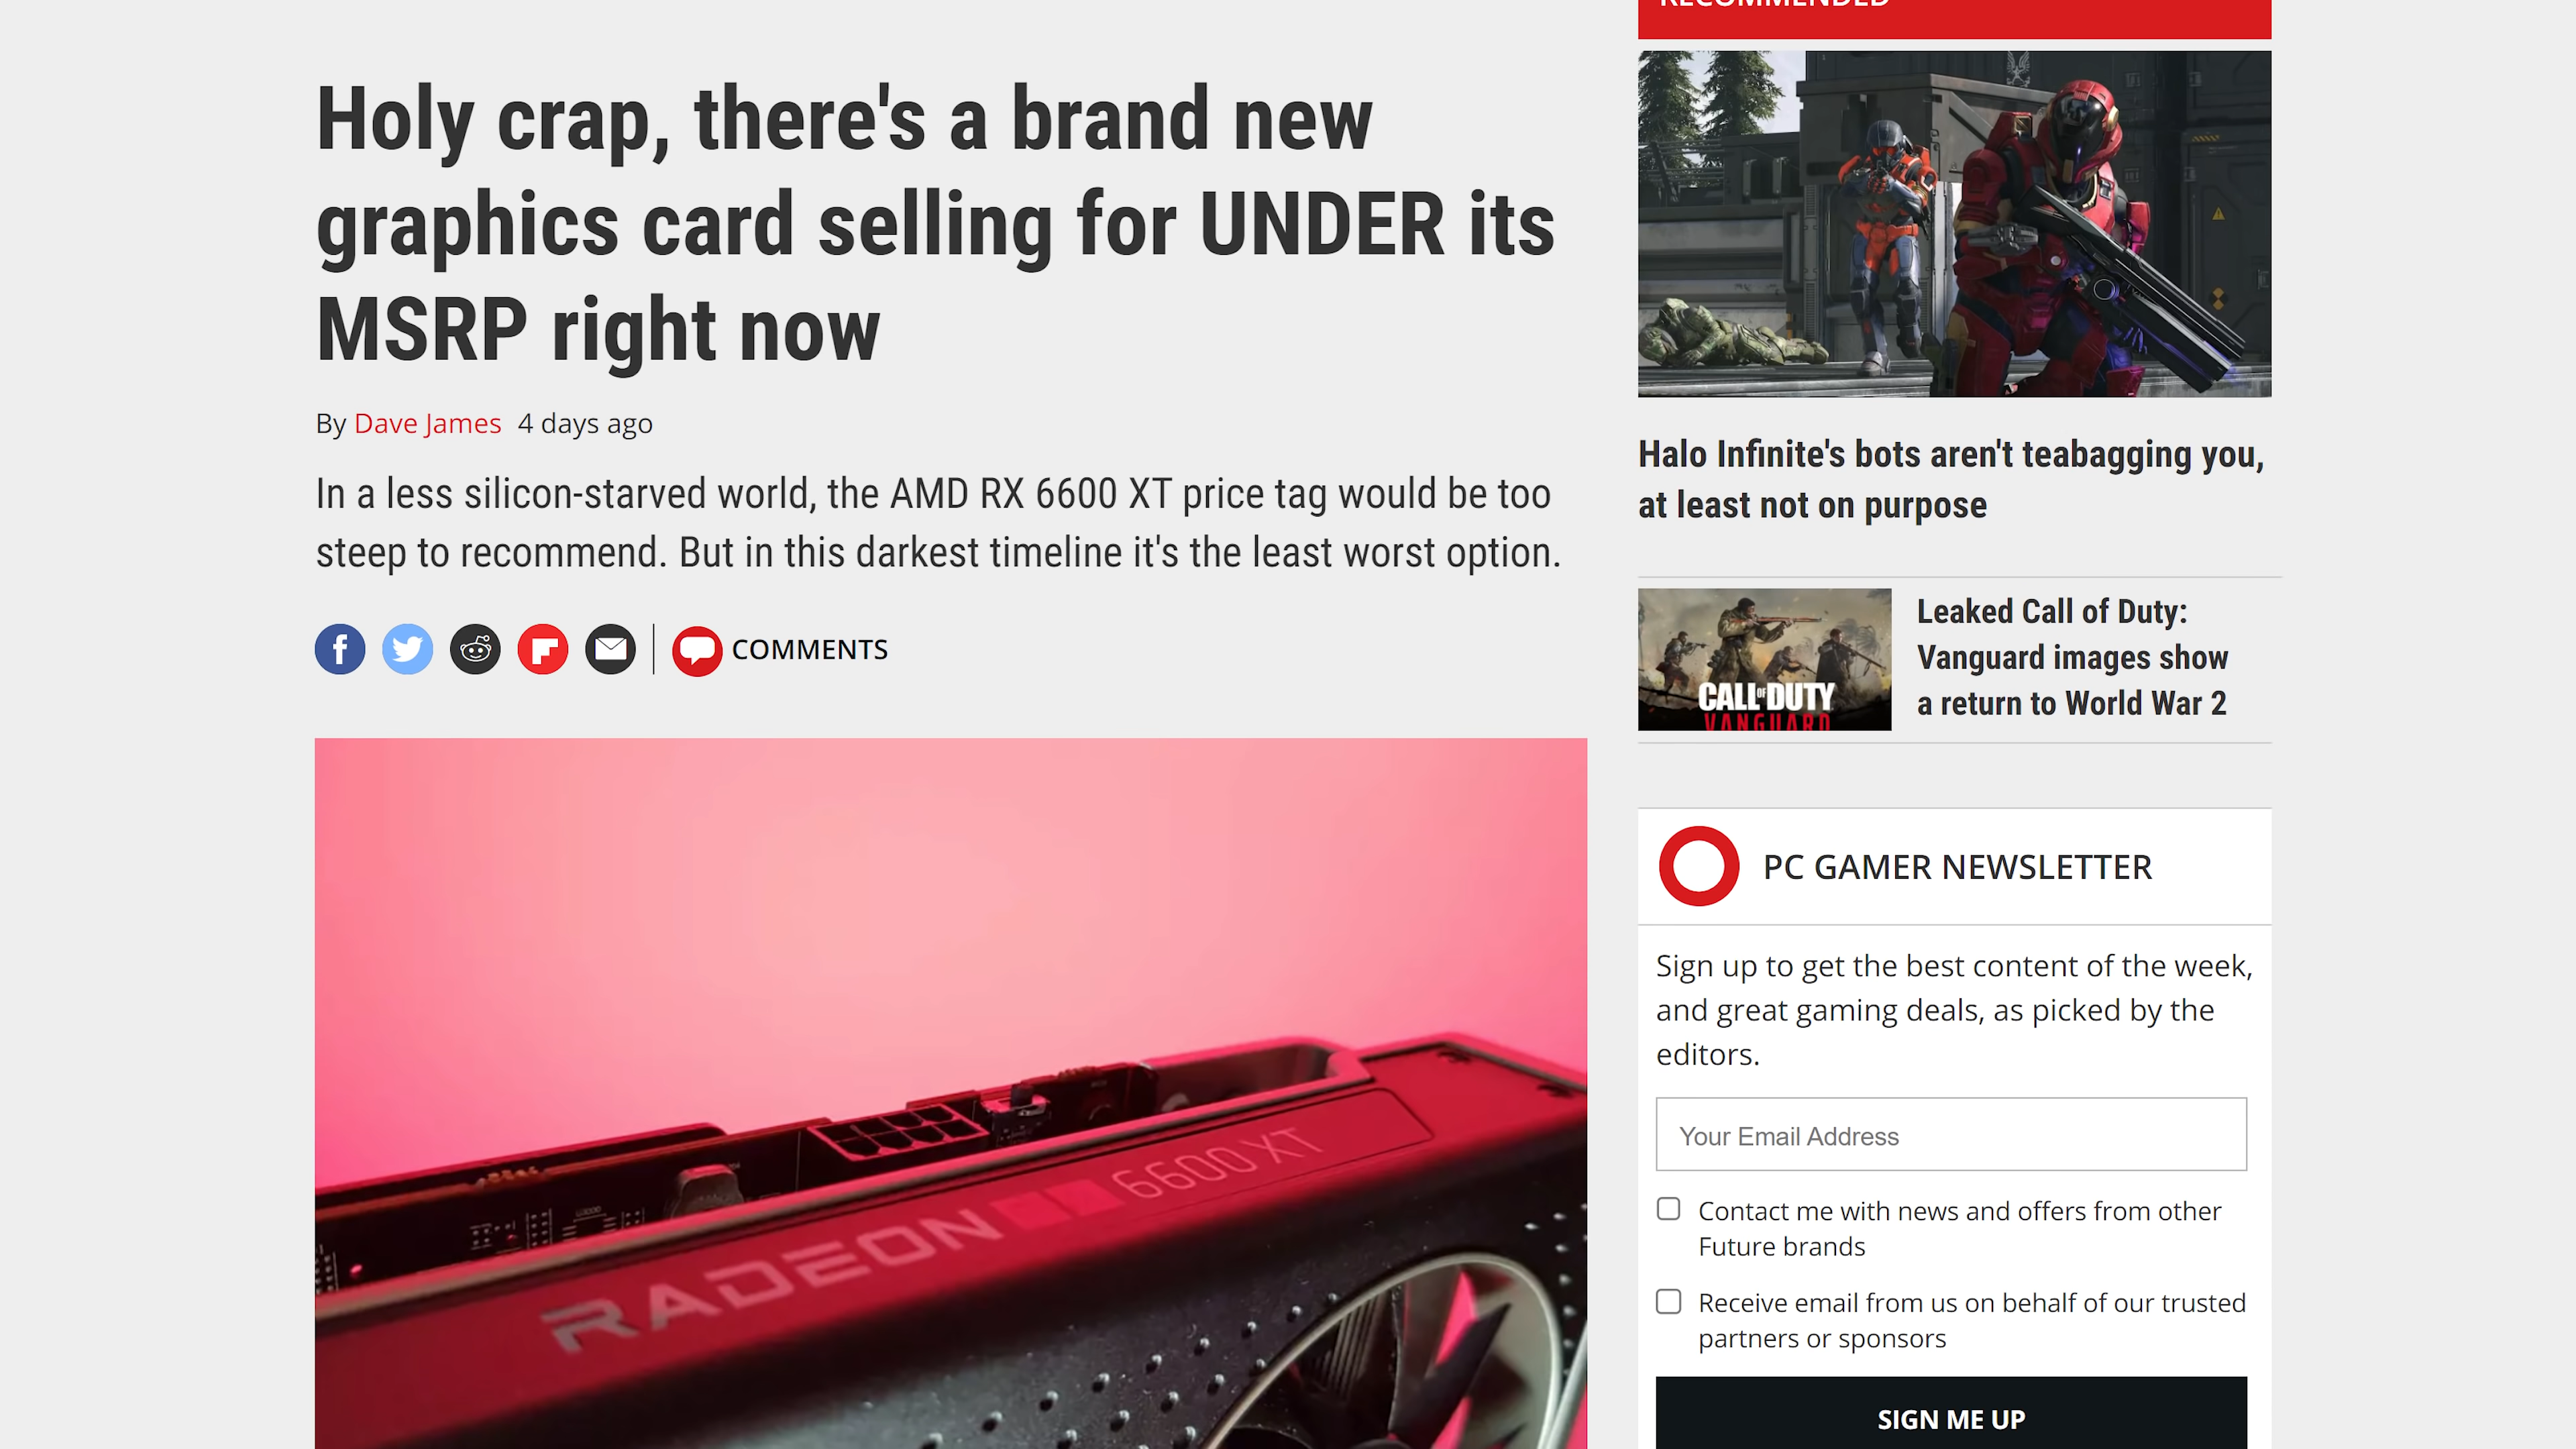 Holy crap, there's a brand new
graphics card selling for UNDER its
MSRP right now
By Dave James 4 days ago
In a less silicon-starved world, the AMD RX 6600 XT price tag would be too
steep to recommend. But in this darkest timeline it's the least worst option.
COMMENTS
RADEON 6600 XT
RECOMMENDED
Halo Infinite's bots aren't teabagging you,
at least not on purpose
CALL OF DUTY
VANGUARD
Leaked Call of Duty:
Vanguard images show
a return to World War 2
PC GAMER NEWSLETTER
Sign up to get the best content of the week,
and great gaming deals, as picked by the
editors.
Your Email Address
Contact me with news and offers from other
Future brands
Receive email from us on behalf of our trusted
partners or sponsors
SIGN ME UP